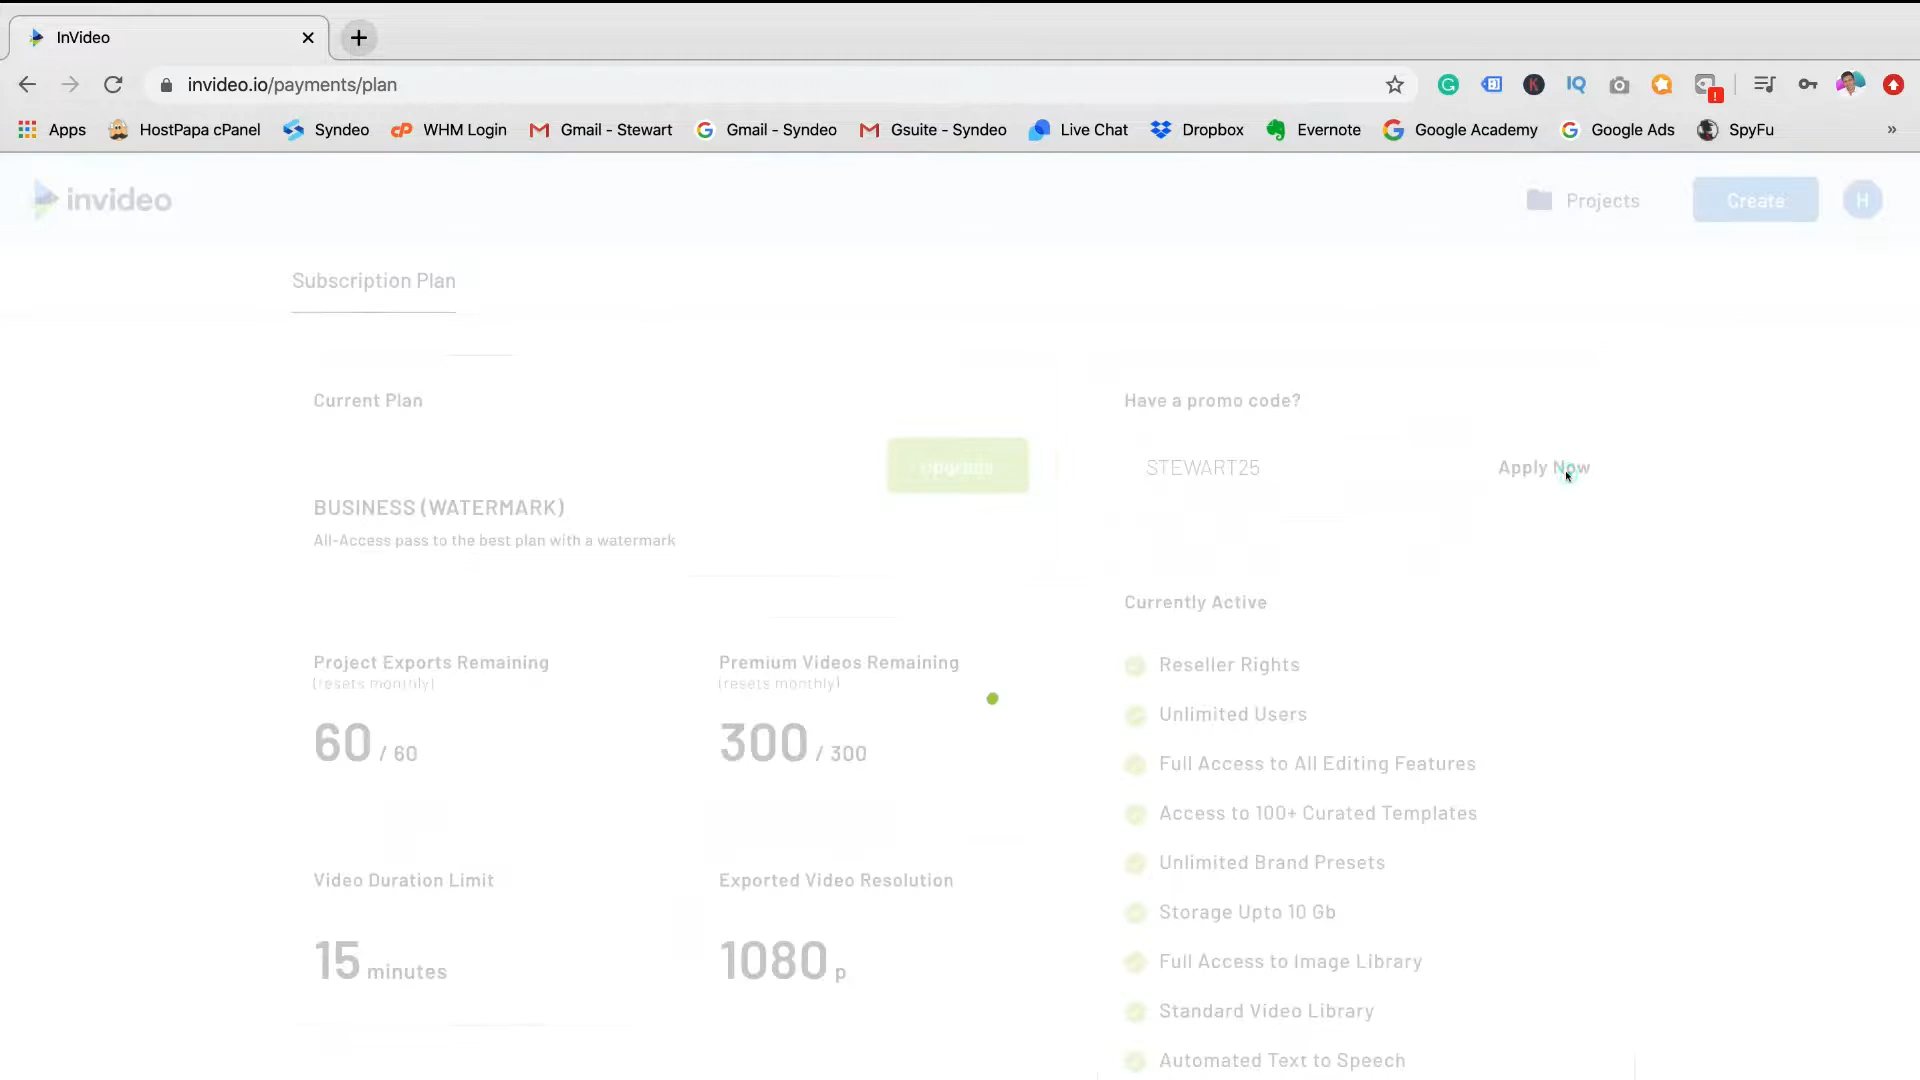 InVideo
invideo.io/payments/plan
Apps HostPapa cPanel Syndeo WHM Login Gmail - Stewart Gmail - Syndeo Gsuite - Syndeo Live Chat Dropbox Evernote Google Academy Google Ads SpyFu »
invideo Projects Create H
Subscription Plan
Current Plan
Upgrade
BUSINESS (WATERMARK)
All-Access pass to the best plan with a watermark
Project Exports Remaining
(resets monthly)
60 / 60
Premium Videos Remaining
(resets monthly)
300 / 300
Video Duration Limit
15 minutes
Exported Video Resolution
1080 p
Have a promo code?
STEWART25 Apply Now
Currently Active
Reseller Rights
Unlimited Users
Full Access to All Editing Features
Access to 100+ Curated Templates
Unlimited Brand Presets
Storage Upto 10 Gb
Full Access to Image Library
Standard Video Library
Automated Text to Speech